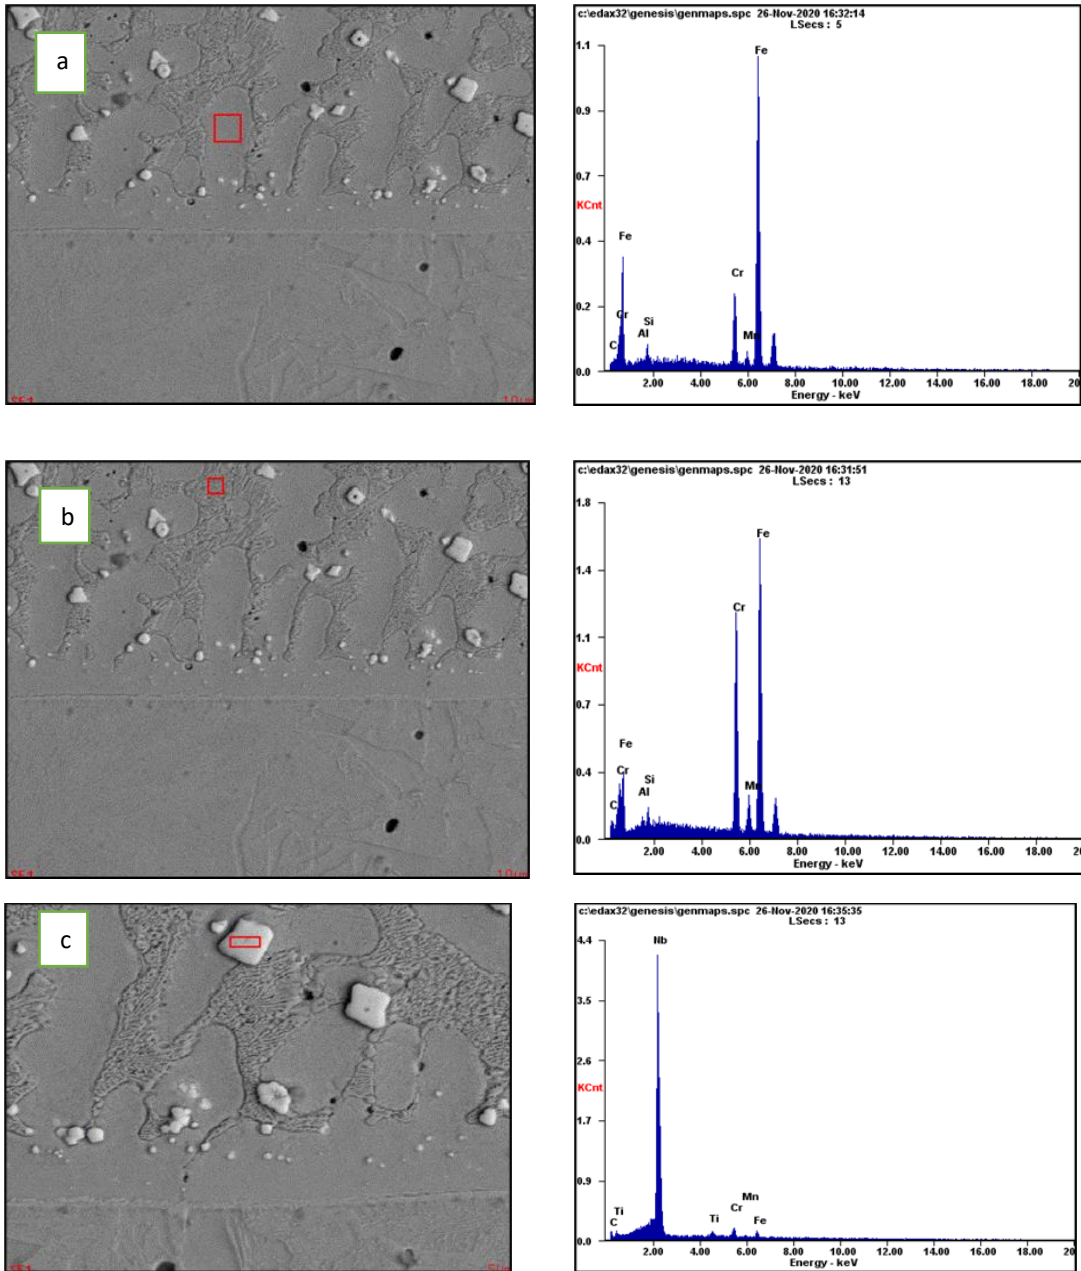 a
SE1
10µm
c:\edax32\genesis\genmaps.spc 26-Nov-2020 16:32:14
LSecs : 5
1.1
0.9
0.7
KCnt
0.4
0.2
0.0
Fe
Fe
Cr
Cr
Si
Al
C
Mn
2.00 4.00 6.00 8.00 10.00 12.00 14.00 16.00 18.00 20
Energy - keV
b
SE1
10µm
c:\edax32\genesis\genmaps.spc 26-Nov-2020 16:31:51
LSecs : 13
1.8
1.4
1.1
KCnt
0.7
0.4
0.0
Fe
Cr
Fe
Cr
Si
Al
C
Mn
2.00 4.00 6.00 8.00 10.00 12.00 14.00 16.00 18.00 20
Energy - keV
c
5µm
c:\edax32\genesis\genmaps.spc 26-Nov-2020 16:35:35
LSecs : 13
4.4
3.5
2.6
KCnt
1.7
0.9
0.0
Nb
Mn
Cr
Ti
C
Ti
Fe
2.00 4.00 6.00 8.00 10.00 12.00 14.00 16.00 18.00 20
Energy - keV